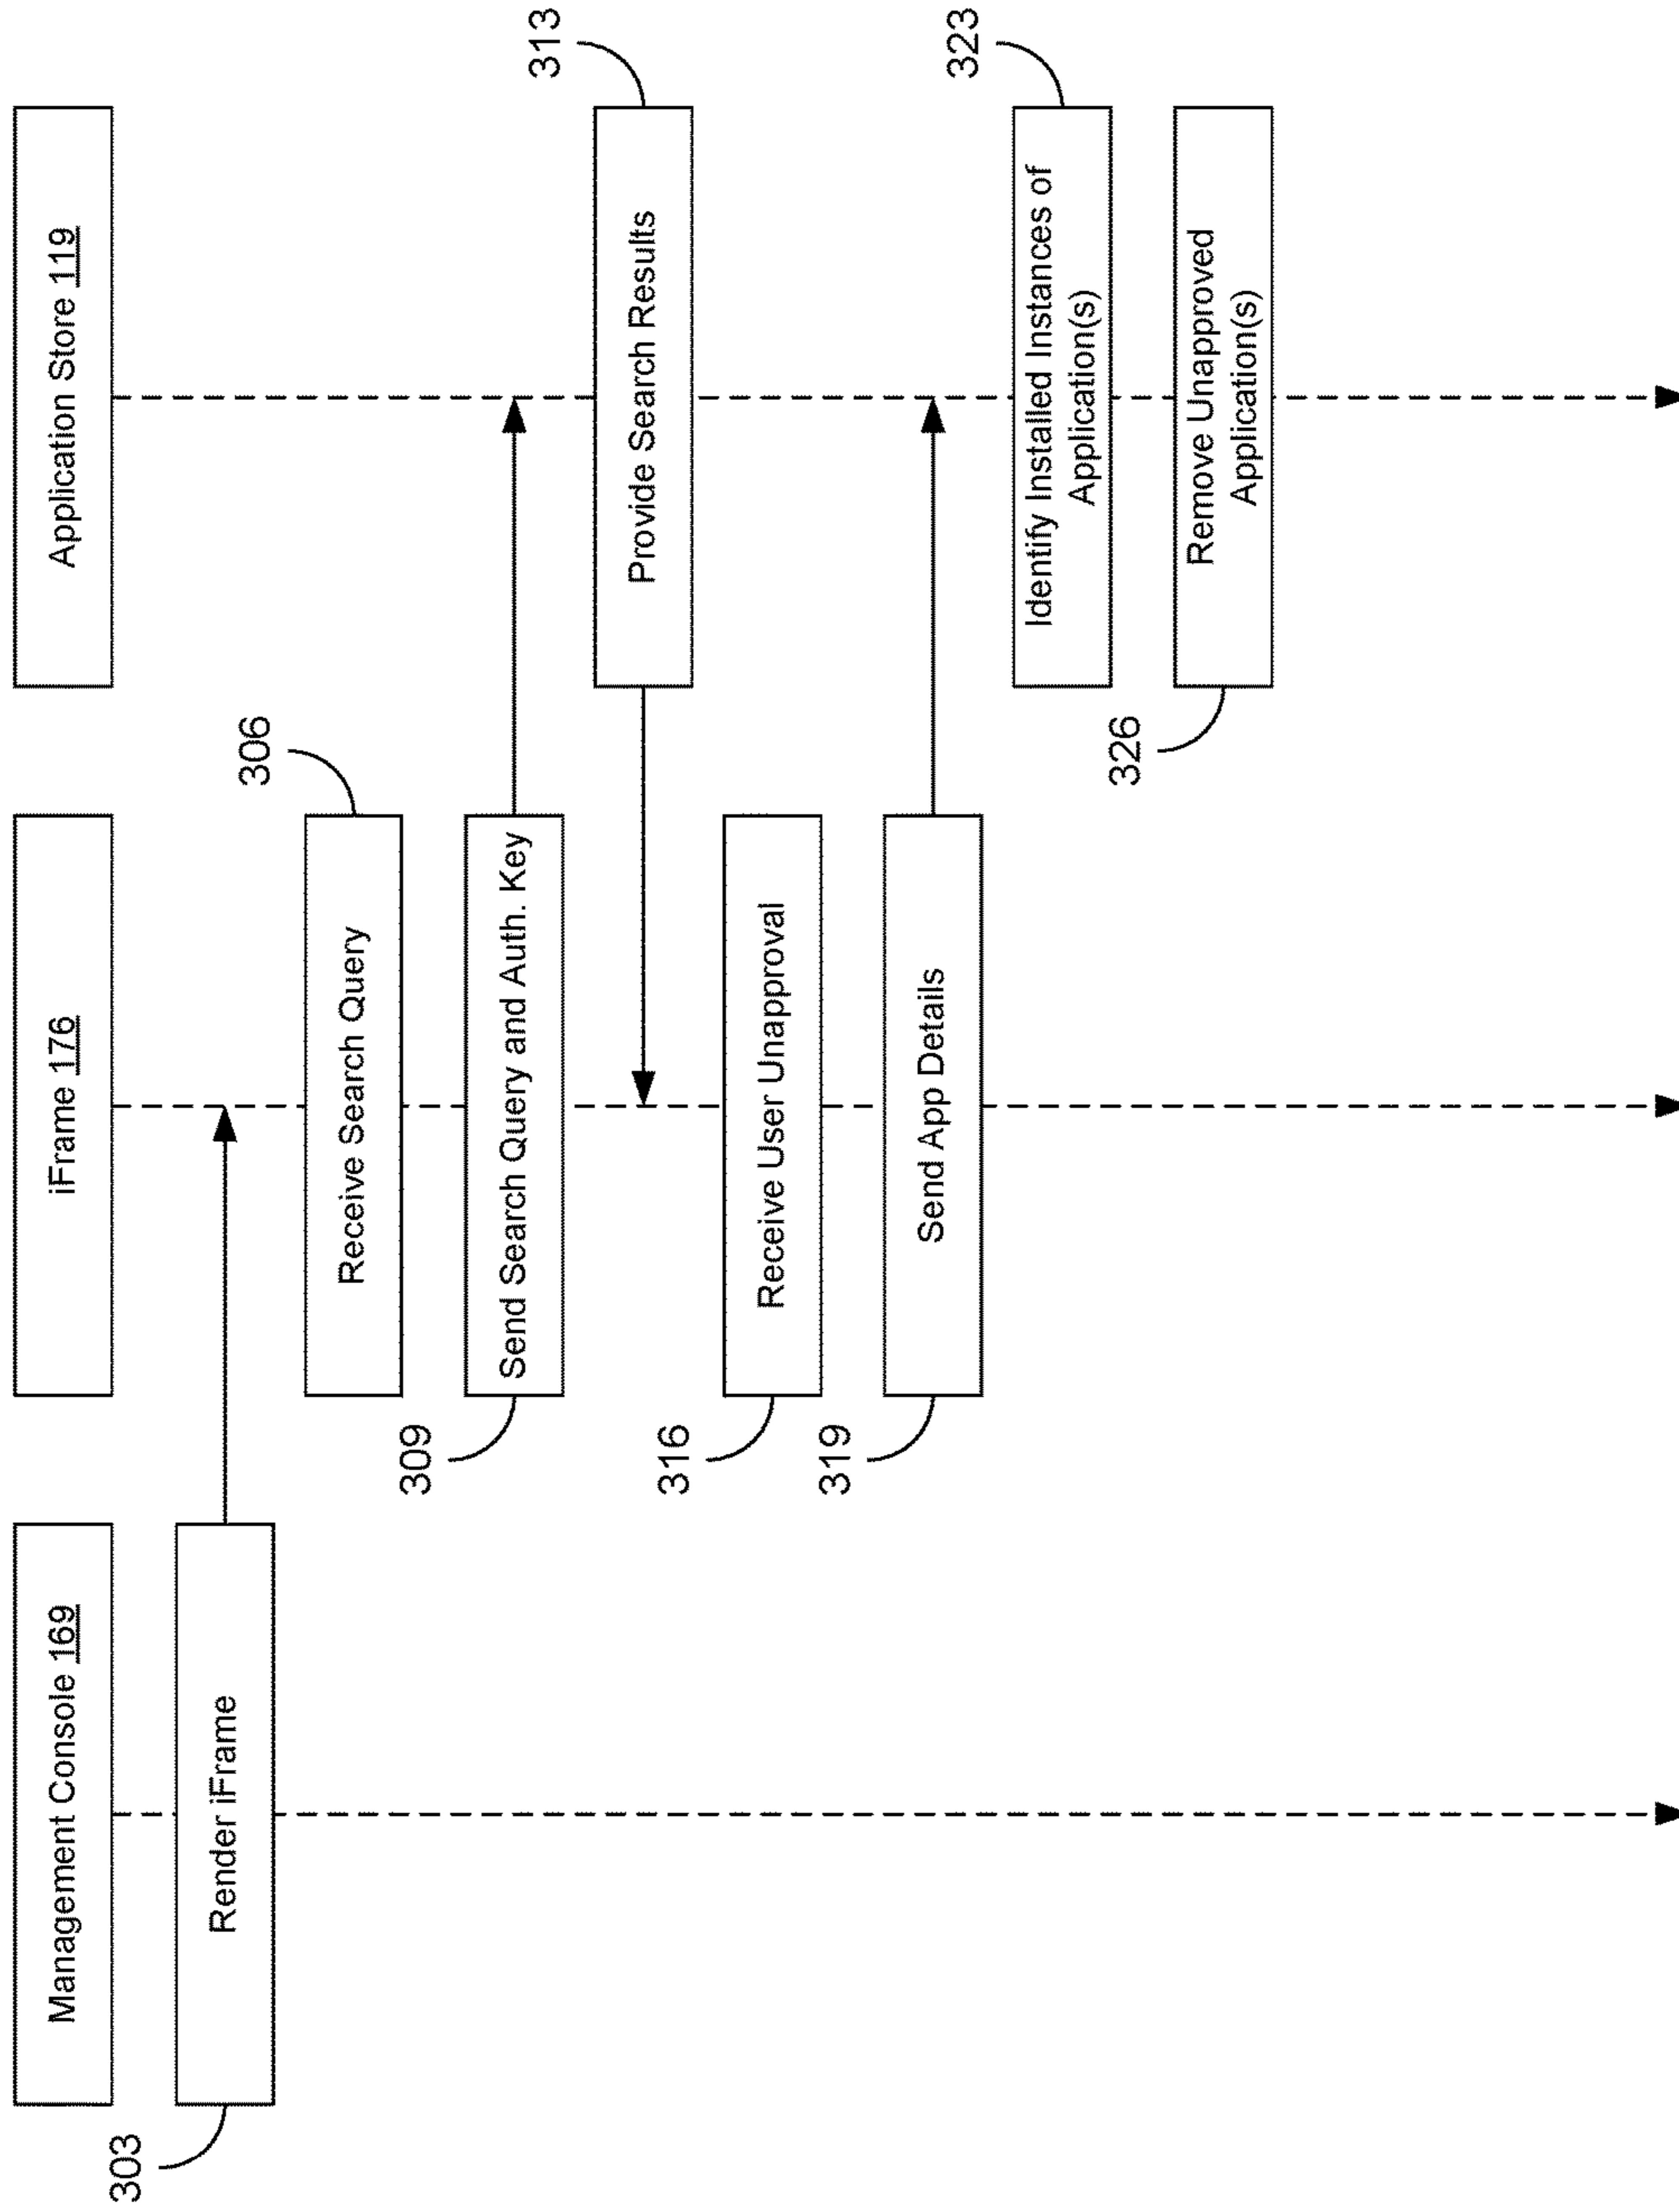 Management Console 169
iFrame 176
Application Store 119
303
Render iFrame
306
Receive Search Query
309
Send Search Query and Auth. Key
313
Provide Search Results
316
Receive User Unapproval
319
Send App Details
323
Identify Installed Instances of
Application(s)
326
Remove Unapproved
Application(s)